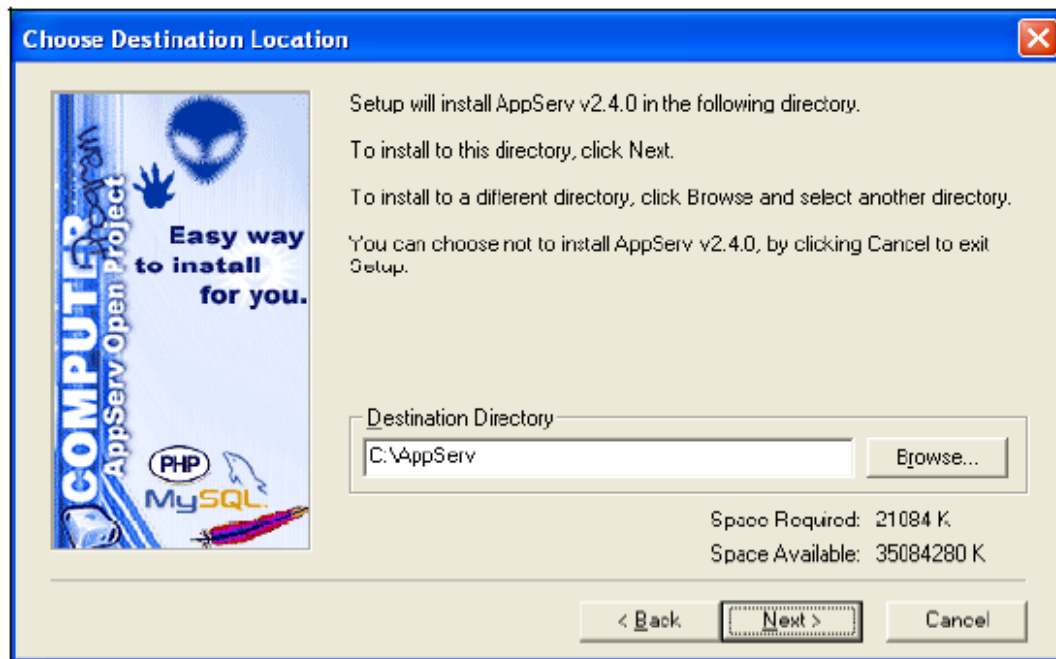 Choose Destination Location
COMPUTER
AppServ Open Project
Easy way
to install
for you.
PHP
MySQL
Setup will install AppServ v2.4.0 in the following directory.
To install to this directory, click Next.
To install to a different directory, click Browse and select another directory.
You can choose not to install AppServ v2.4.0, by clicking Cancel to exit
Setup.
Destination Directory
C:\AppServ
Browse...
Space Required: 21084 K
Space Available: 35084280 K
< Back
Next >
Cancel